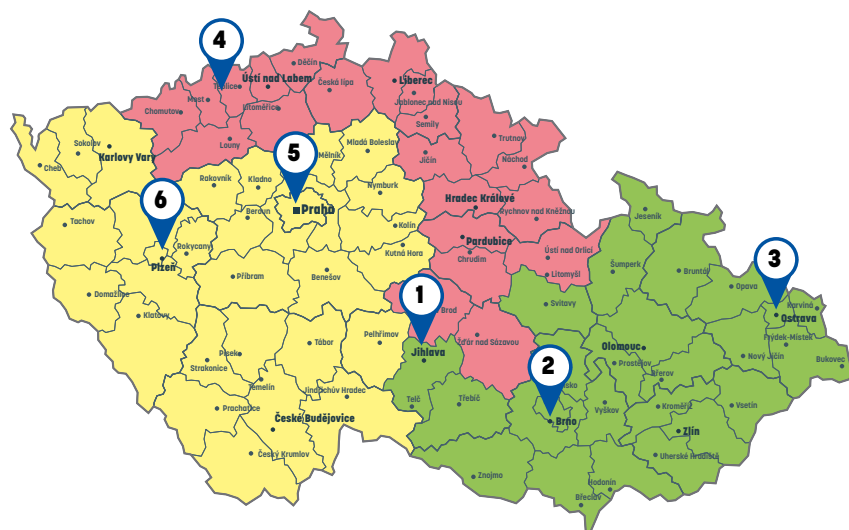 4
Děčín
Ústí nad Labem
Teplice
Česká lípa
Liberec
Most
Jablonec nad Nisou
Chomutov
Litoměřice
Semily
Trutnov
Louny
5
Mladá Boleslav
Sokolov
Karlovy Vary
Mělník
Jičín
Náchod
Cheb
Rakovník
Kladno
Nymburk
6
Praha
Hradec Králové
Beroun
Rychnov nad Kněžnou
Jeseník
Tachov
Kolín
Pardubice
Rokycany
Kutná Hora
Chrudim
Ústí nad Orlicí
3
Plzeň
Litomyšl
Šumperk
Bruntál
Příbram
Benešov
Opava
Domažlice
1
Svitavy
Karviná
Klatovy
Brod
Ostrava
Tábor
Pelhřimov
Žďár nad Sázavou
Frýdek-Místek
Písek
Jihlava
Olomouc
Nový Jičín
Bukovec
Strakonice
2
Prostějov
Přerov
Temelín
Jindřichův Hradec
sko
Prachatice
Telč
Třebíč
Vyškov
Kroměříž
Vsetín
České Budějovice
Brno
Zlín
Český Krumlov
Uherské Hradiště
Znojmo
Hodonín
Břeclav